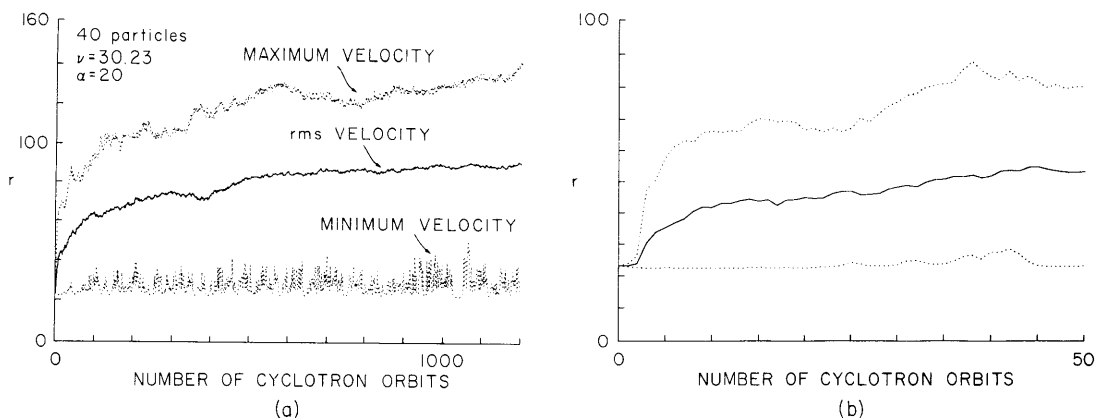 160
40 particles
ν=30.23
α=20
MAXIMUM VELOCITY
100
rms VELOCITY
r
MINIMUM VELOCITY
0
0
1000
NUMBER OF CYCLOTRON ORBITS
(a)
100
r
0
0
50
NUMBER OF CYCLOTRON ORBITS
(b)